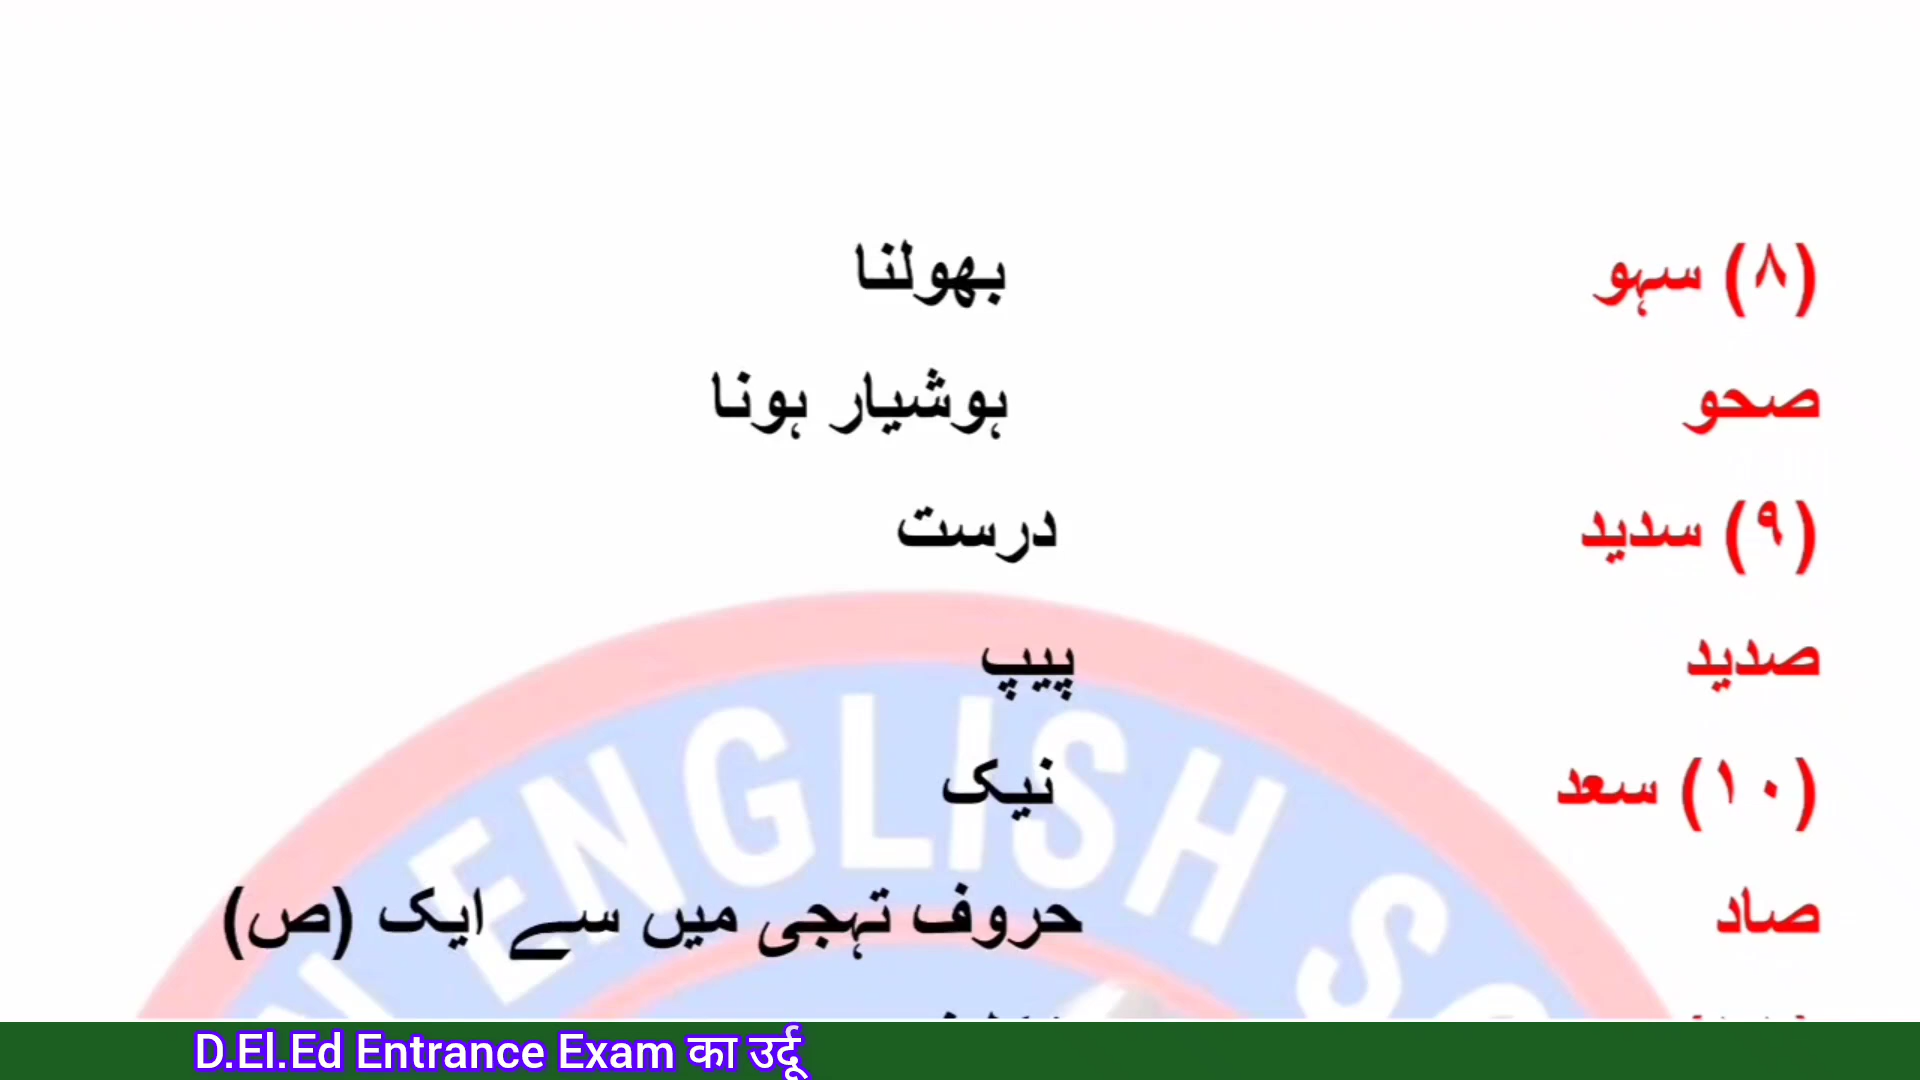 (۸) سہو بھولنا
صحو ہوشیار ہونا
(۹) سدید درست
صدید پیپ
(۱۰) سعد نیک
صاد حروف تہجی میں سے ایک (ص)
ENGLISH
D.El.Ed Entrance Exam का उर्दू